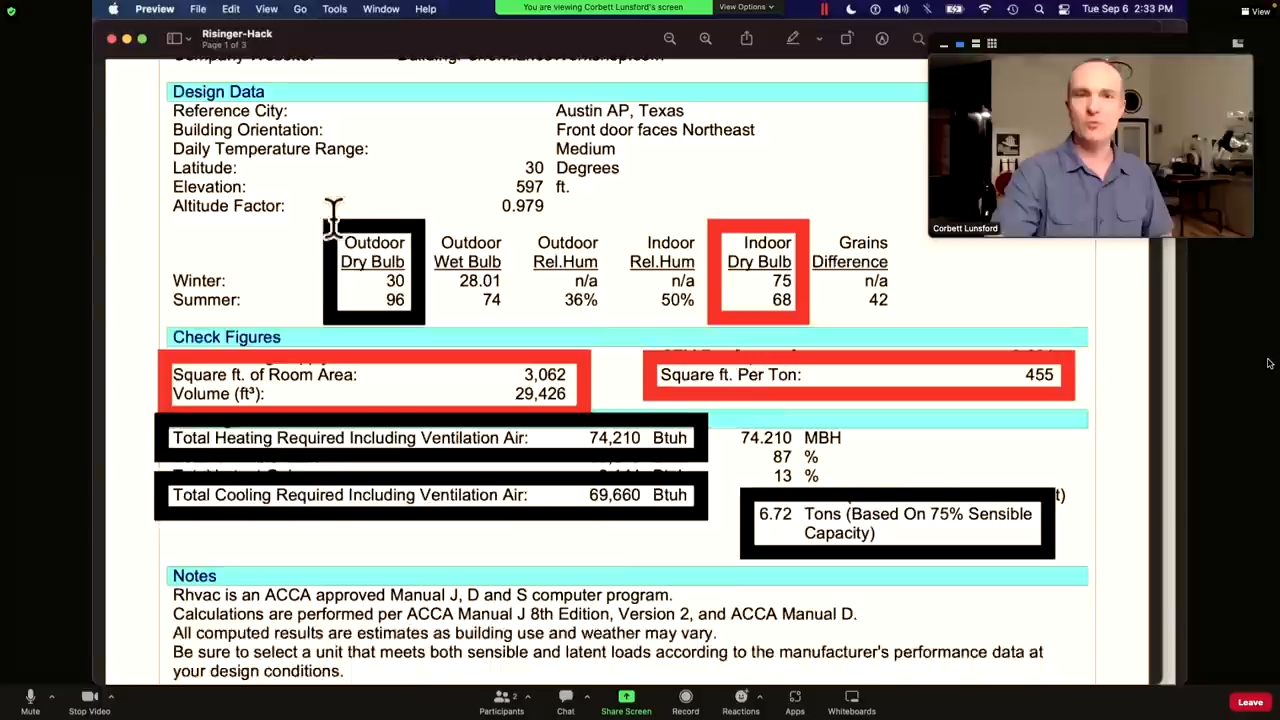 Preview File Edit View Go Tools Window Help
You are viewing Corbett Lunsford's screen
View Options
Tue Sep 6 2:33 PM
View
Risinger-Hack
Page 1 of 3
Corbett Lunsford
Design Data
Reference City: Austin AP, Texas
Building Orientation: Front door faces Northeast
Daily Temperature Range: Medium
Latitude: 30 Degrees
Elevation: 597 ft.
Altitude Factor: 0.979
Outdoor Outdoor Outdoor Indoor Indoor Grains
Dry Bulb Wet Bulb Rel.Hum Rel.Hum Dry Bulb Difference
Winter: 30 28.01 n/a n/a 75 n/a
Summer: 96 74 36% 50% 68 42
Check Figures
Square ft. of Room Area: 3,062 Square ft. Per Ton: 455
Volume (ft³): 29,426
Total Heating Required Including Ventilation Air: 74,210 Btuh 74.210 MBH
87 %
13 %
Total Cooling Required Including Ventilation Air: 69,660 Btuh
6.72 Tons (Based On 75% Sensible
Capacity)
Notes
Rhvac is an ACCA approved Manual J, D and S computer program.
Calculations are performed per ACCA Manual J 8th Edition, Version 2, and ACCA Manual D.
All computed results are estimates as building use and weather may vary.
Be sure to select a unit that meets both sensible and latent loads according to the manufacturer's performance data at
your design conditions.
Mute Stop Video Participants 2 Chat Share Screen Record Reactions Apps Whiteboards Leave